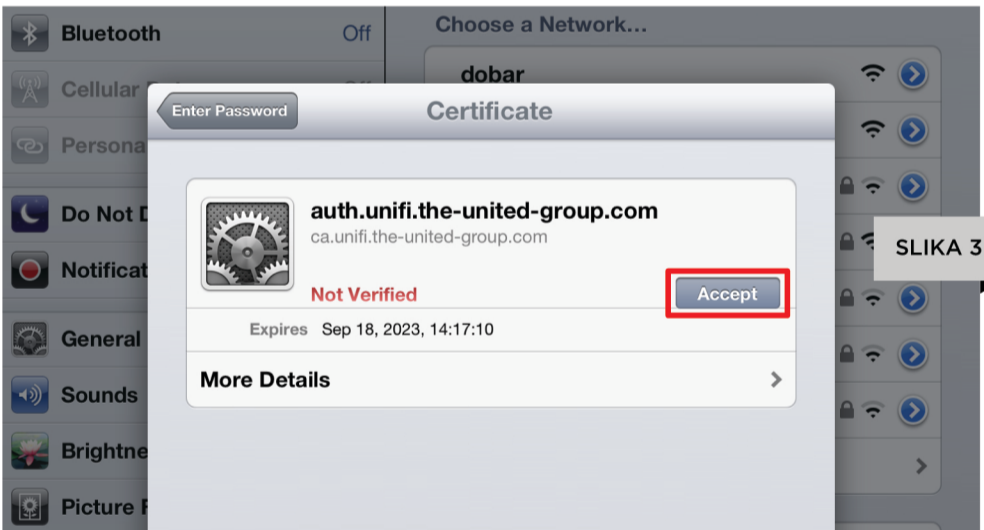 Bluetooth Off
Choose a Network...
dobar
Cellular
Enter Password
Certificate
Persona
auth.unifi.the-united-group.com
ca.unifi.the-united-group.com
Do Not D
SLIKA 3
Notificat
Not Verified
Accept
Expires Sep 18, 2023, 14:17:10
General
More Details
Sounds
Brightne
Picture F